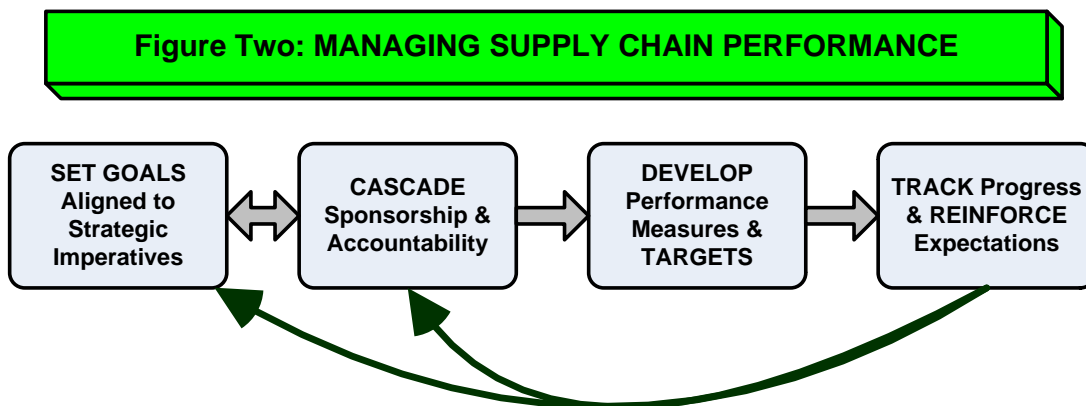 Figure Two: MANAGING SUPPLY CHAIN PERFORMANCE
SET GOALS
Aligned to
Strategic
Imperatives
CASCADE
Sponsorship &
Accountability
DEVELOP
Performance
Measures &
TARGETS
TRACK Progress
& REINFORCE
Expectations